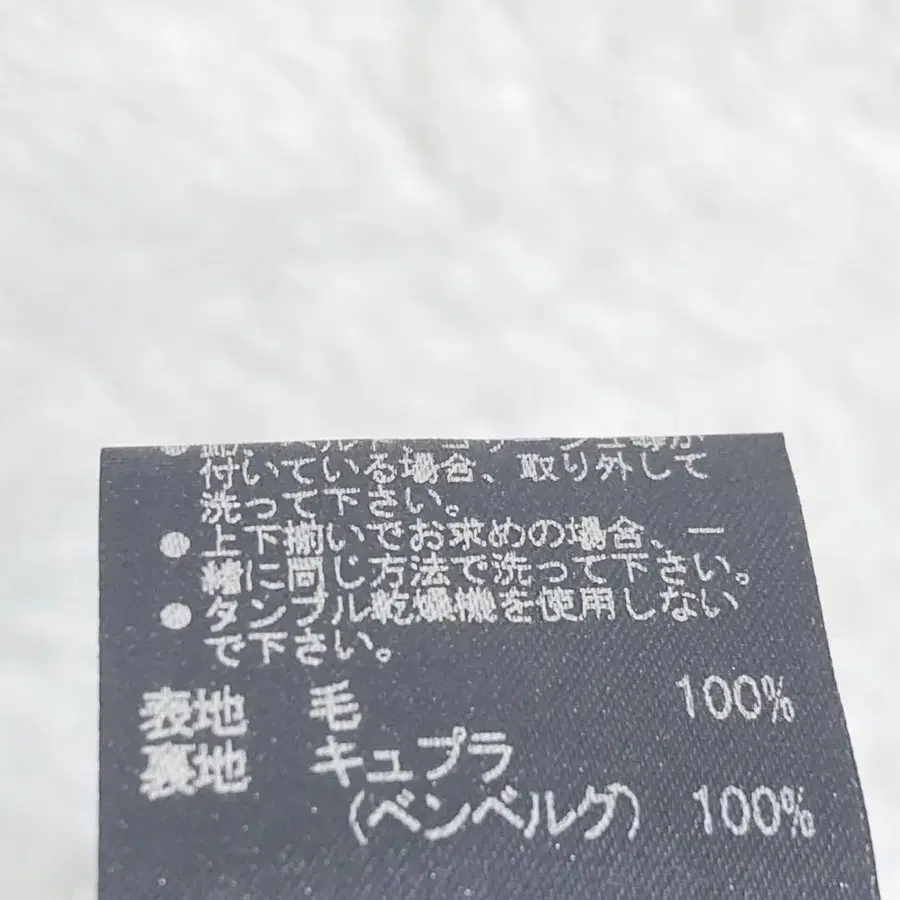 付いている場合、取り外して
洗って下さい。
● 上下揃いでお求めの場合、一
緒に同じ方法で洗って下さい。
● タンブル乾燥機を使用しない
で下さい。
表地 毛 100%
裏地 キュプラ
(ベンベルグ) 100%